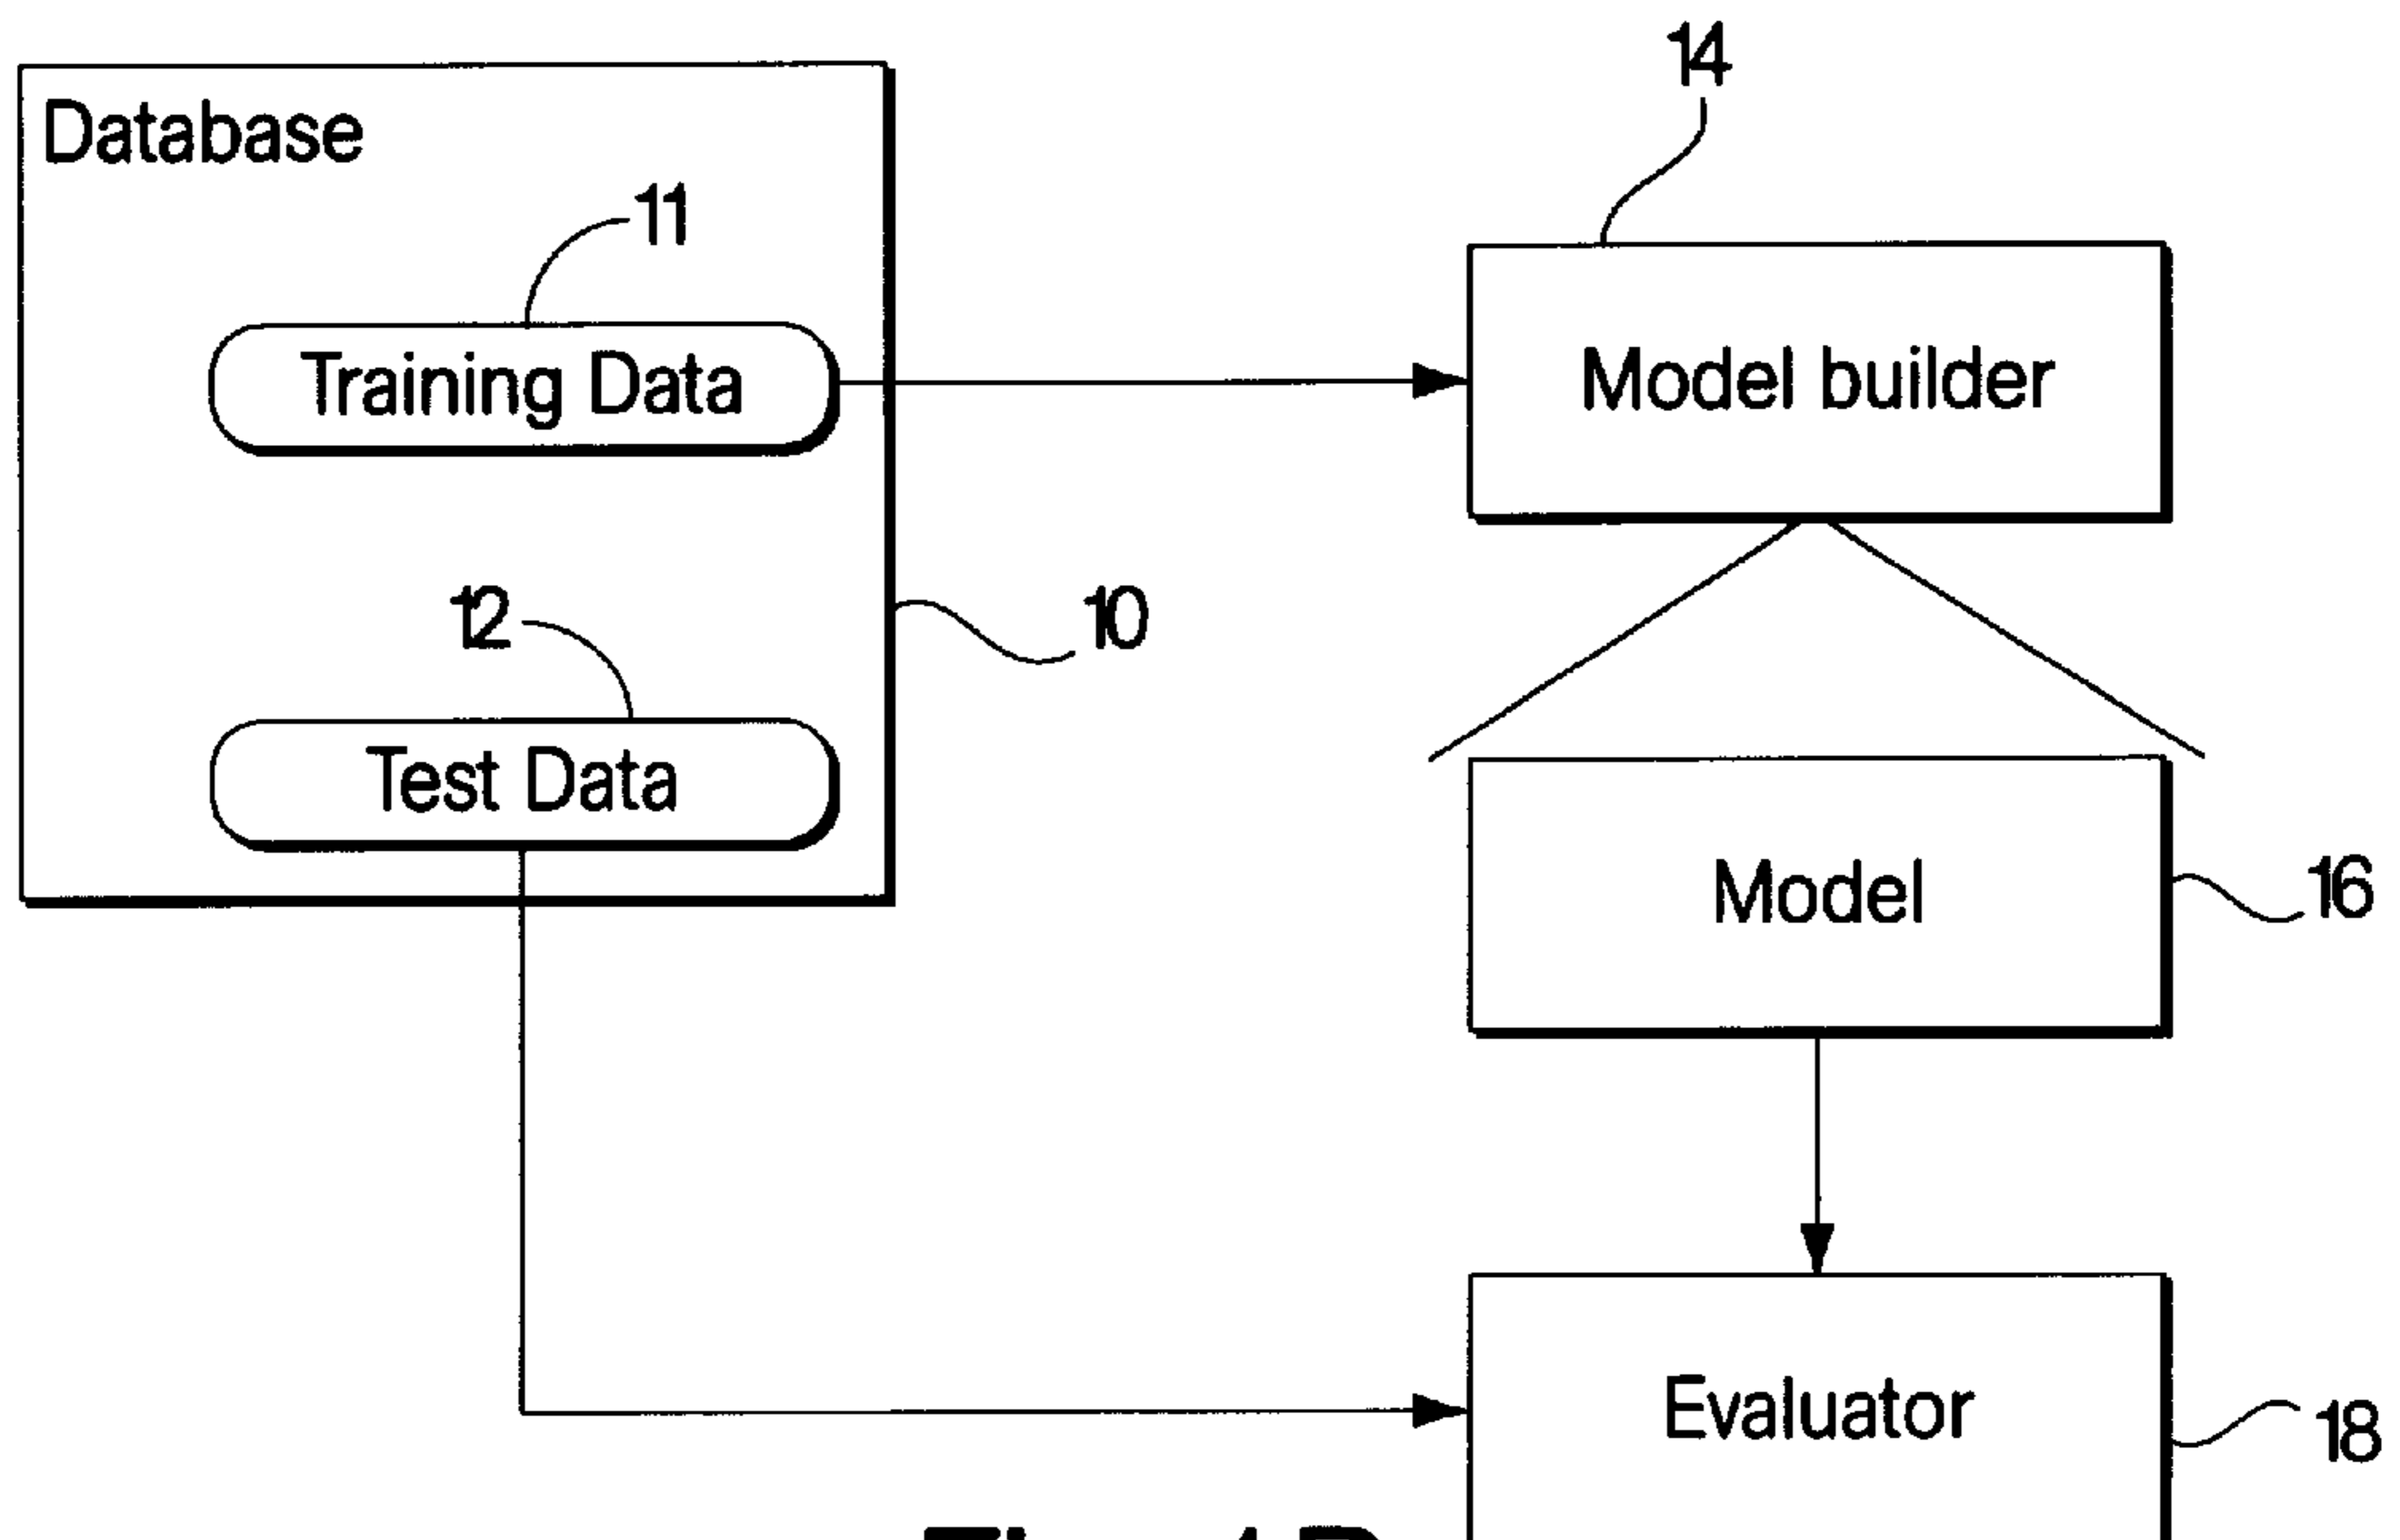 14
Database
11
Training Data
Model builder
12
10
Test Data
Model
16
Evaluator
18